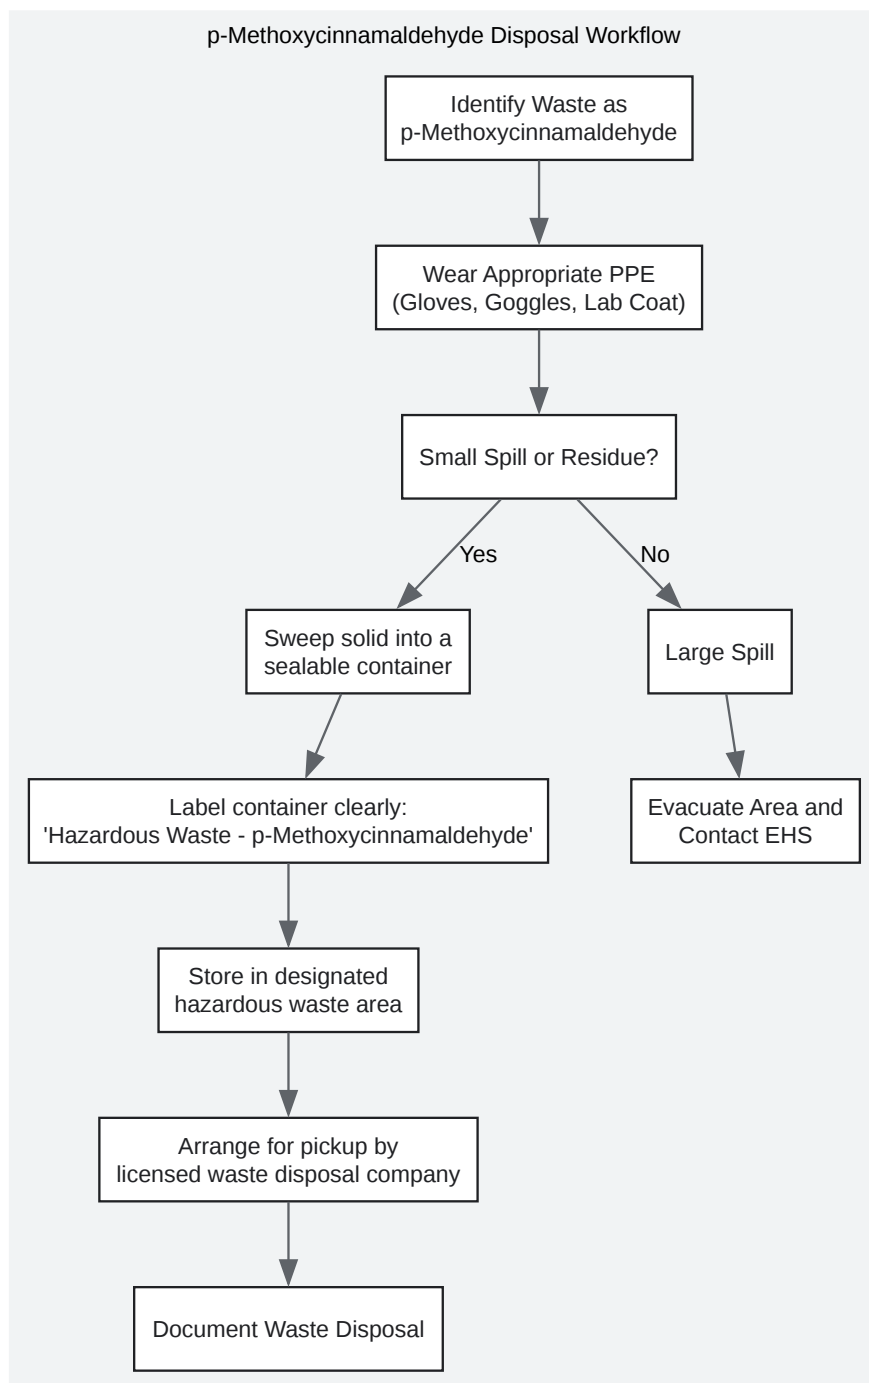 p-Methoxycinnamaldehyde Disposal Workflow
Identify Waste as
p-Methoxycinnamaldehyde
Wear Appropriate PPE
(Gloves, Goggles, Lab Coat)
Small Spill or Residue?
Yes
No
Sweep solid into a
sealable container
Large Spill
Label container clearly:
'Hazardous Waste - p-Methoxycinnamaldehyde'
Evacuate Area and
Contact EHS
Store in designated
hazardous waste area
Arrange for pickup by
licensed waste disposal company
Document Waste Disposal